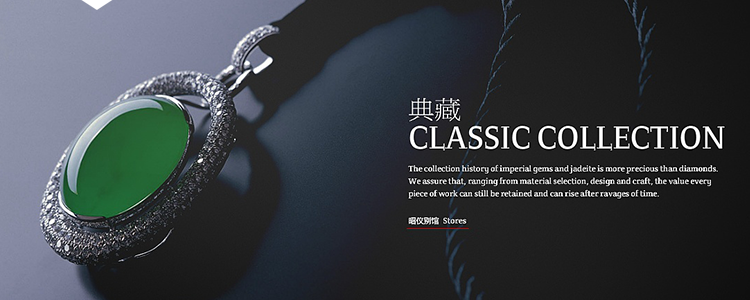 典藏
CLASSIC COLLECTION
The collection history of imperial gems and jadeite is more precious than diamonds.
We assure that, ranging from material selection, design and craft, the value every
piece of work can still be retained and can rise after ravages of time.
昭仪别馆 Stores